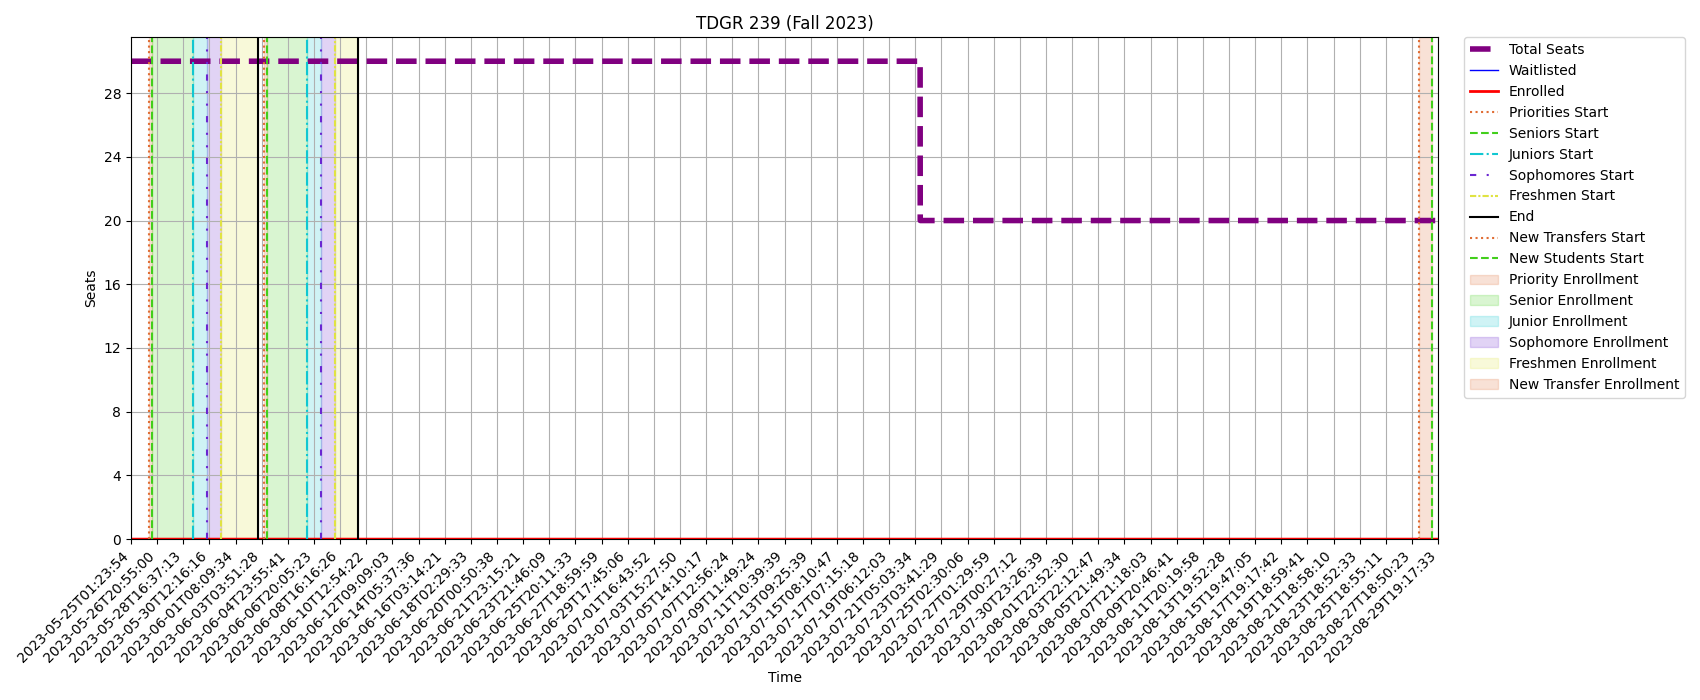 TDGR 239 (Fall 2023)
Total Seats
Waitlisted
Enrolled
Priorities Start
Seniors Start
Juniors Start
Sophomores Start
Freshmen Start
End
New Transfers Start
New Students Start
Priority Enrollment
Senior Enrollment
Junior Enrollment
Sophomore Enrollment
Freshmen Enrollment
New Transfer Enrollment
Seats
28
24
20
16
12
8
4
0
2023-05-25T01:23:54
2023-05-26T20:55:00
2023-05-28T16:37:13
2023-05-30T12:16:16
2023-06-01T08:09:34
2023-06-03T03:51:28
2023-06-04T23:55:41
2023-06-06T20:05:23
2023-06-08T16:16:26
2023-06-10T12:54:22
2023-06-12T09:09:03
2023-06-14T05:37:36
2023-06-16T03:14:21
2023-06-18T02:29:33
2023-06-20T00:50:38
2023-06-21T23:15:21
2023-06-23T21:46:09
2023-06-25T20:11:33
2023-06-27T18:59:59
2023-06-29T17:45:06
2023-07-01T16:43:52
2023-07-03T15:27:50
2023-07-05T14:10:17
2023-07-07T12:56:24
2023-07-09T11:49:24
2023-07-11T10:39:39
2023-07-13T09:25:39
2023-07-15T08:10:47
2023-07-17T07:15:18
2023-07-19T06:12:03
2023-07-21T05:03:34
2023-07-23T03:41:29
2023-07-25T02:30:06
2023-07-27T01:29:59
2023-07-29T00:27:12
2023-07-30T23:26:39
2023-08-01T22:52:30
2023-08-03T22:12:47
2023-08-05T21:49:34
2023-08-07T21:18:03
2023-08-09T20:46:41
2023-08-11T20:19:58
2023-08-13T19:52:28
2023-08-15T19:47:05
2023-08-17T19:17:42
2023-08-19T18:59:41
2023-08-21T18:58:10
2023-08-23T18:52:33
2023-08-25T18:55:11
2023-08-27T18:50:23
2023-08-29T19:17:33
Time